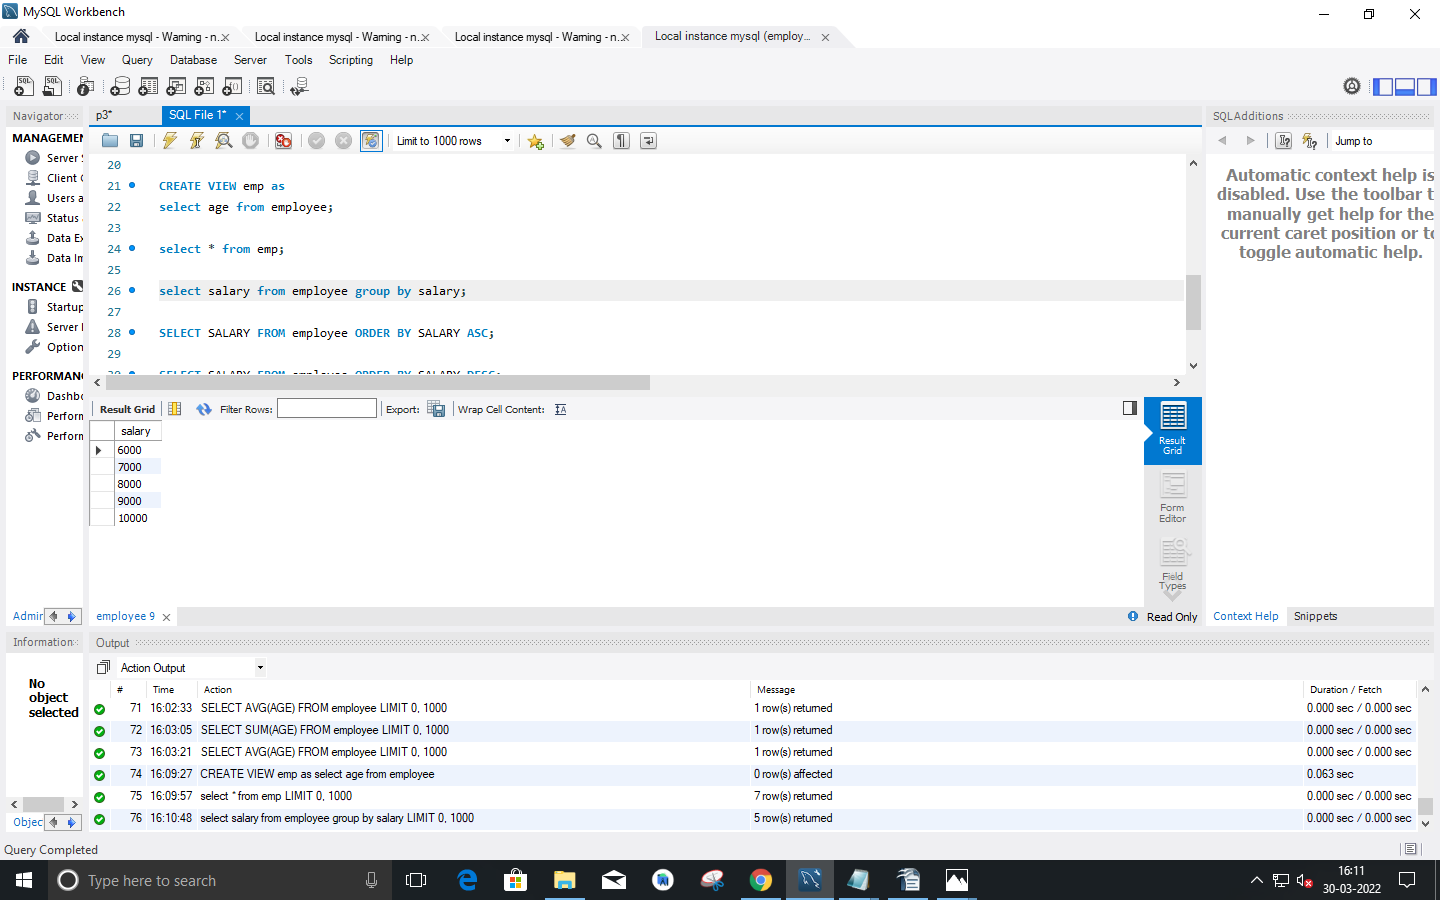 MySQL Workbench
Local instance mysql - Warning - n...
Local instance mysql - Warning - n...
Local instance mysql - Warning - n...
Local instance mysql (employ...
File Edit View Query Database Server Tools Scripting Help
Navigator
MANAGEMEN
Server S
Client C
Users a
Status
Data Ex
Data Im
INSTANCE
Startup
Server
Option
PERFORMAN
Dashbo
Perforn
Perforn
Admir
p3*
SQL File 1*
Limit to 1000 rows
20
21 CREATE VIEW emp as
22 select age from employee;
23
24 select * from emp;
25
26 select salary from employee group by salary;
27
28 SELECT SALARY FROM employee ORDER BY SALARY ASC;
29
SELECT SALARY FROM employee ORDER BY SALARY DESC;
Result Grid Filter Rows: Export: Wrap Cell Content:
salary
6000
7000
8000
9000
10000
Result Grid
Form Editor
Field Types
employee 9
Read Only
SQLAdditions
Jump to
Automatic context help is
disabled. Use the toolbar t
manually get help for the
current caret position or to
toggle automatic help.
Context Help Snippets
Information
No
object
selected
Objec
Output
Action Output
# Time Action Message Duration / Fetch
71 16:02:33 SELECT AVG(AGE) FROM employee LIMIT 0, 1000 1 row(s) returned 0.000 sec / 0.000 sec
72 16:03:05 SELECT SUM(AGE) FROM employee LIMIT 0, 1000 1 row(s) returned 0.000 sec / 0.000 sec
73 16:03:21 SELECT AVG(AGE) FROM employee LIMIT 0, 1000 1 row(s) returned 0.000 sec / 0.000 sec
74 16:09:27 CREATE VIEW emp as select age from employee 0 row(s) affected 0.063 sec
75 16:09:57 select * from emp LIMIT 0, 1000 7 row(s) returned 0.000 sec / 0.000 sec
76 16:10:48 select salary from employee group by salary LIMIT 0, 1000 5 row(s) returned 0.000 sec / 0.000 sec
Query Completed
Type here to search
16:11
30-03-2022